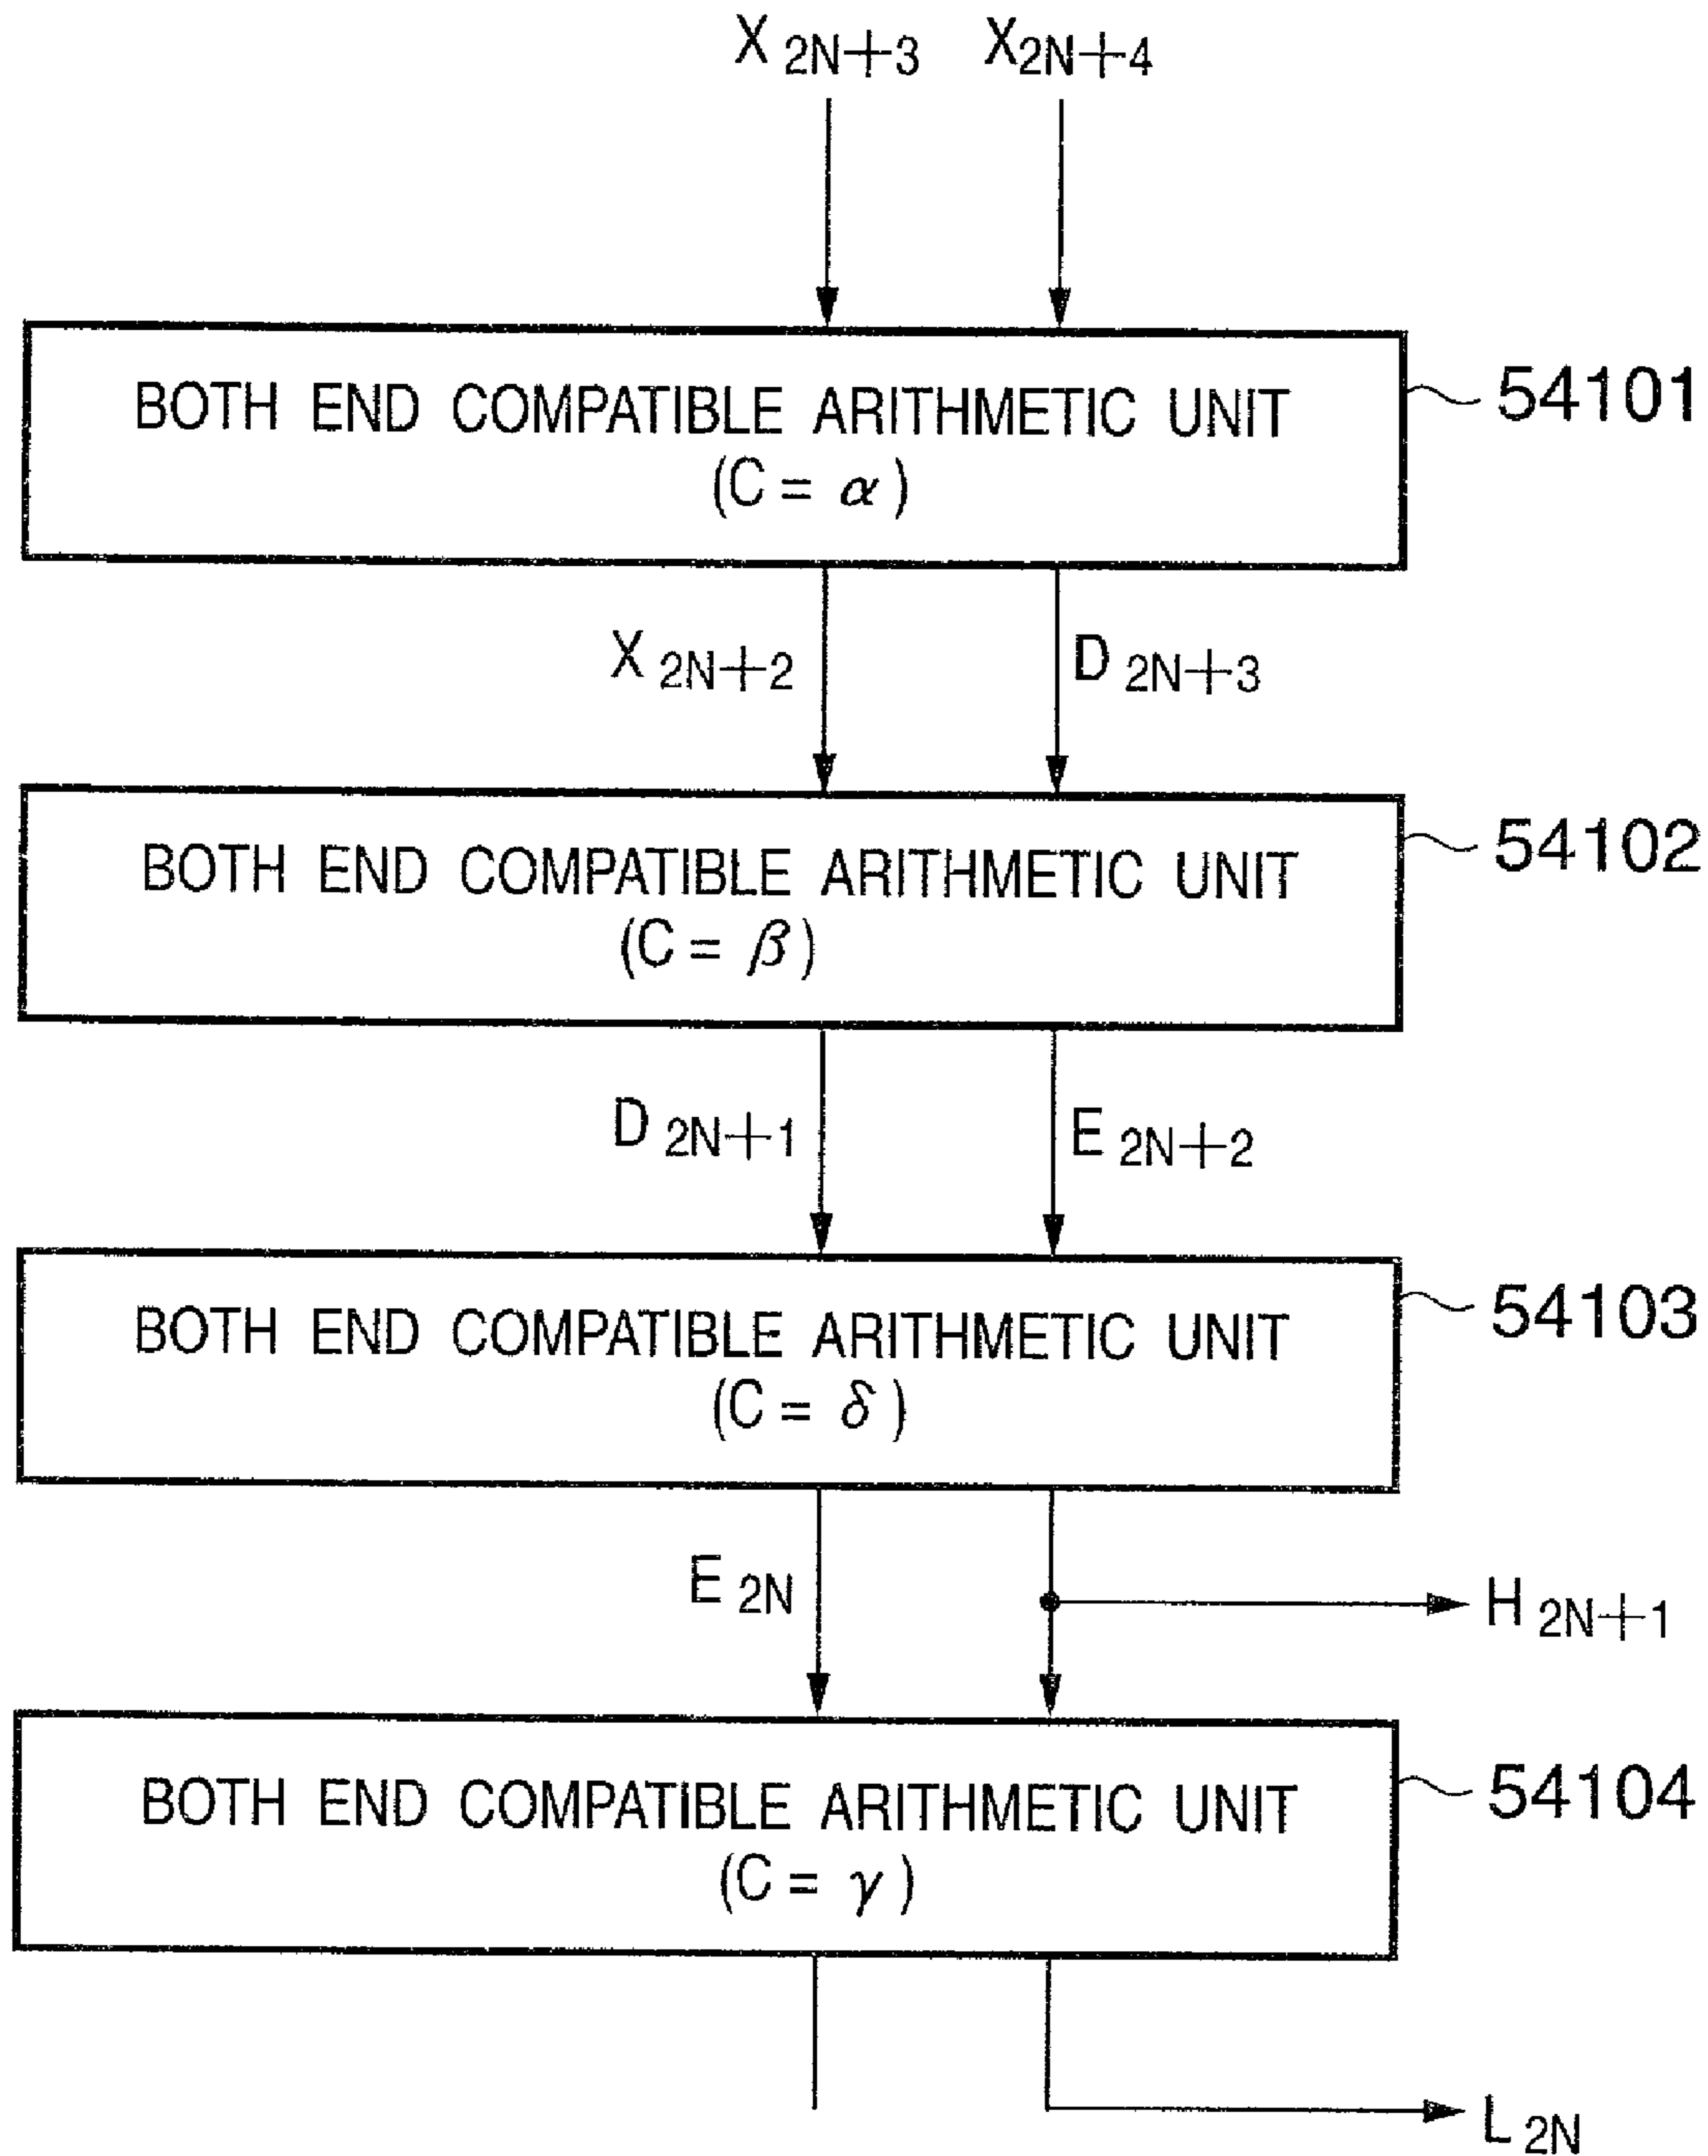 X 2N+3 X2N+4
BOTH END COMPATIBLE ARITHMETIC UNIT
(C = α)
54101
X 2N+2 D 2N+3
BOTH END COMPATIBLE ARITHMETIC UNIT
(C = β)
54102
D 2N+1 E 2N+2
BOTH END COMPATIBLE ARITHMETIC UNIT
(C = δ)
54103
E 2N H 2N+1
BOTH END COMPATIBLE ARITHMETIC UNIT
(C = γ)
54104
L 2N